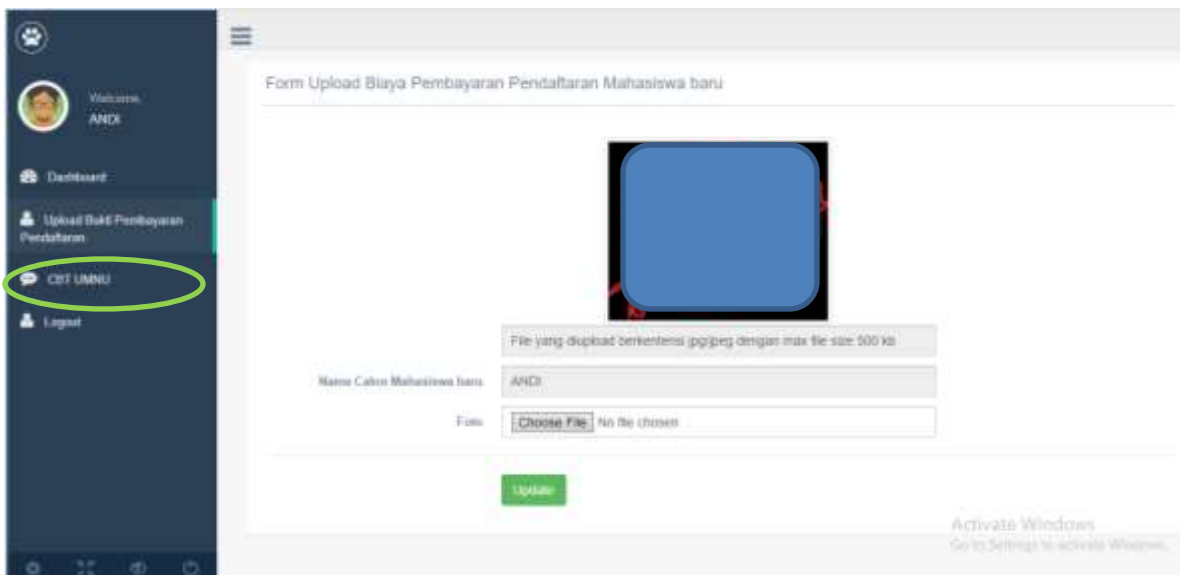 Welcome,
ANDI
Dashboard
Upload Bukti Pembayaran
Pendaftaran
CBT UMNU
Logout
Form Upload Biaya Pembayaran Pendaftaran Mahasiswa baru
File yang diupload berkentensi jpg/jpeg dengan max file size 500 kb
Name Calon Mahasiswa baru
ANDI
Foto
Choose File No file chosen
Update
Activate Windows
Go to Settings to activate Windows.